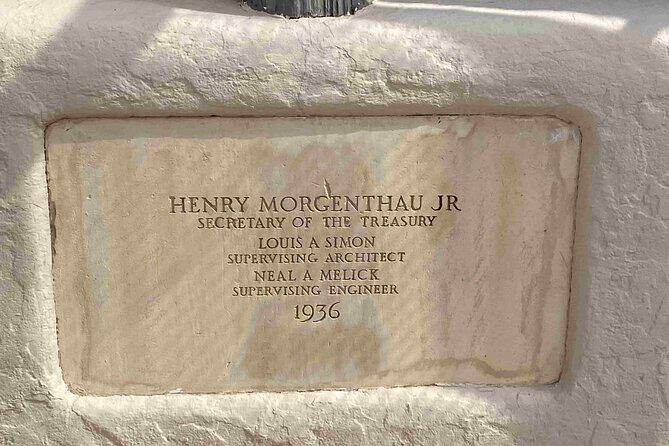 HENRY MORGENTHAU JR
SECRETARY OF THE TREASURY
LOUIS A SIMON
SUPERVISING ARCHITECT
NEAL A MELICK
SUPERVISING ENGINEER
1936